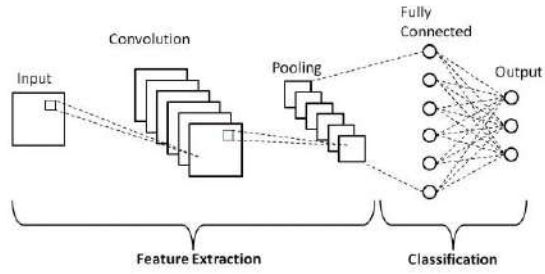 Input
Convolution
Pooling
Fully
Connected
Output
Feature Extraction
Classification